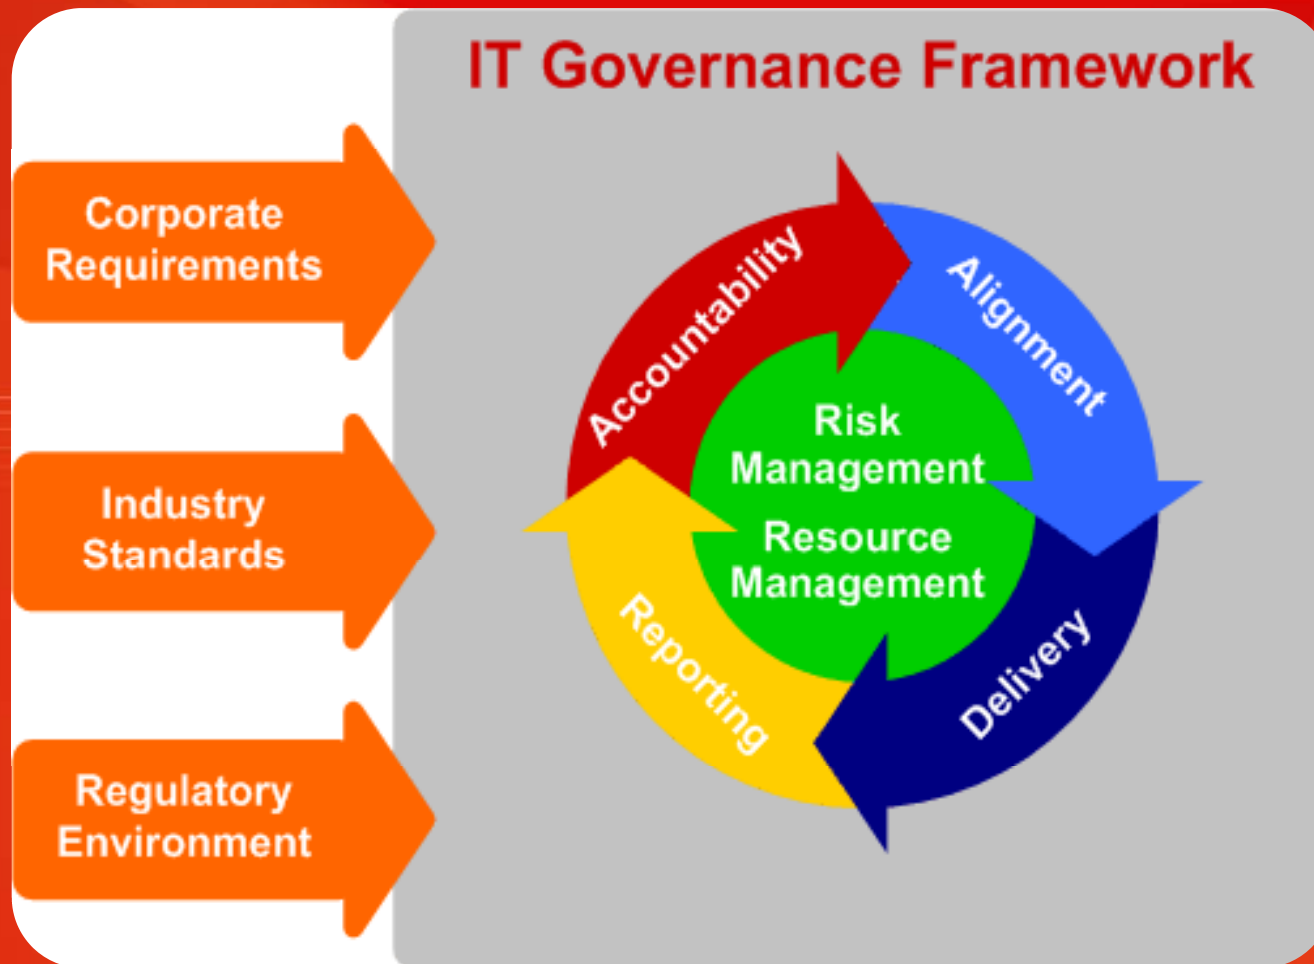 IT Governance Framework
Corporate
Requirements
Industry
Standards
Regulatory
Environment
Accountability
Alignment
Risk
Management
Resource
Management
Reporting
Delivery